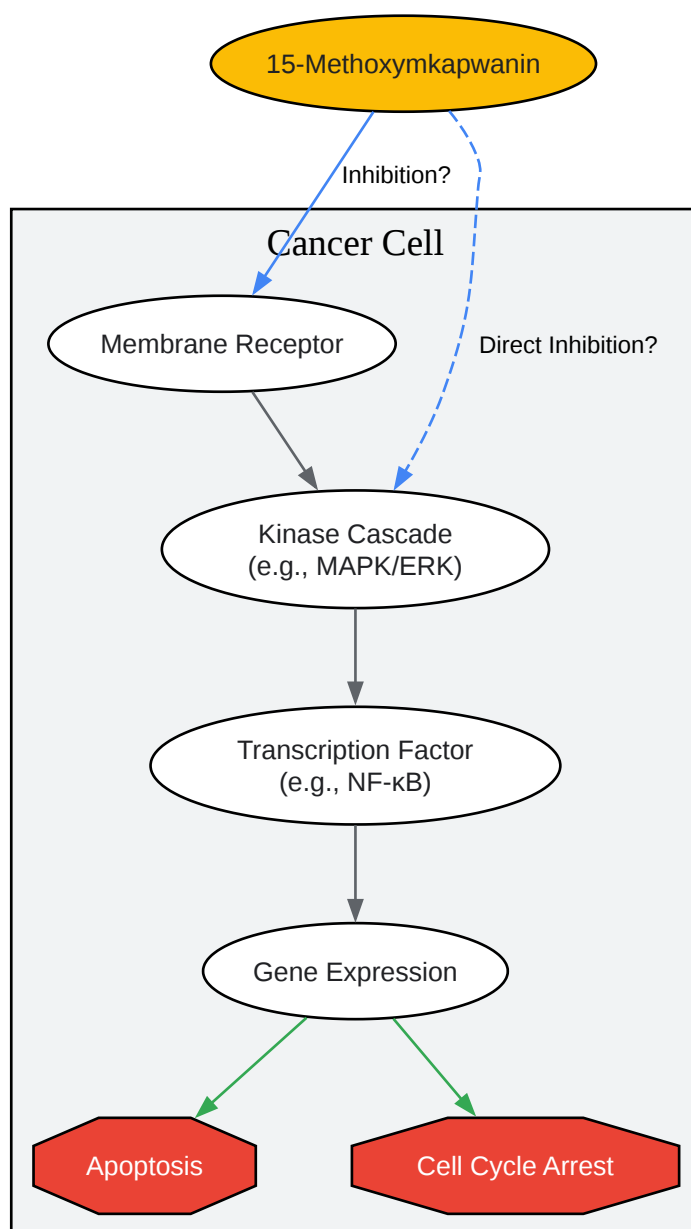 15-Methoxymkapwanin
Inhibition?
Cancer Cell
Membrane Receptor
Direct Inhibition?
Kinase Cascade
(e.g., MAPK/ERK)
Transcription Factor
(e.g., NF-κB)
Gene Expression
Apoptosis
Cell Cycle Arrest